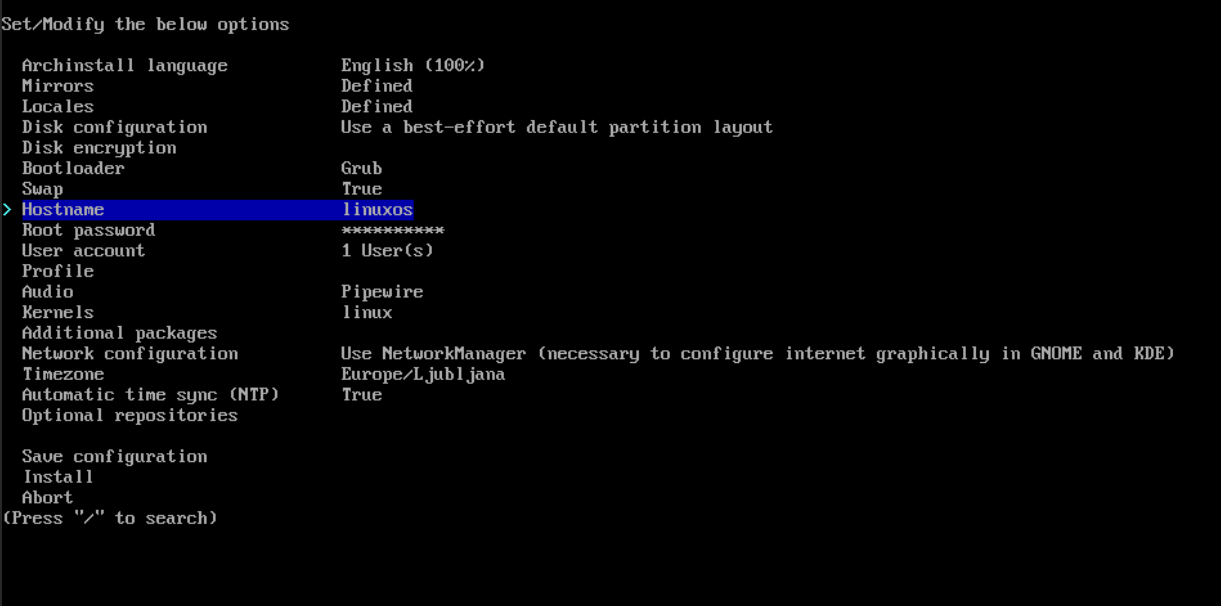 Set/Modify the below options
Archinstall language English (100%)
Mirrors Defined
Locales Defined
Disk configuration Use a best-effort default partition layout
Disk encryption
Bootloader Grub
Swap True
> Hostname linuxos
Root password **********
User account 1 User(s)
Profile
Audio Pipewire
Kernels linux
Additional packages
Network configuration Use NetworkManager (necessary to configure internet graphically in GNOME and KDE)
Timezone Europe/Ljubljana
Automatic time sync (NTP) True
Optional repositories
Save configuration
Install
Abort
(Press "/" to search)